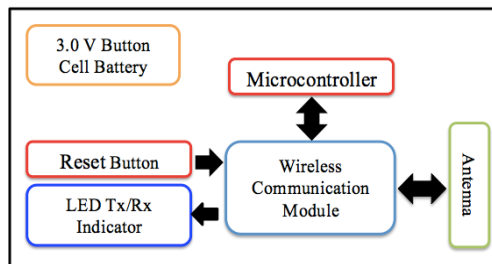 3.0 V Button
Cell Battery
Microcontroller
Reset Button
Wireless
Communication
Module
LED Tx/Rx
Indicator
Antenna